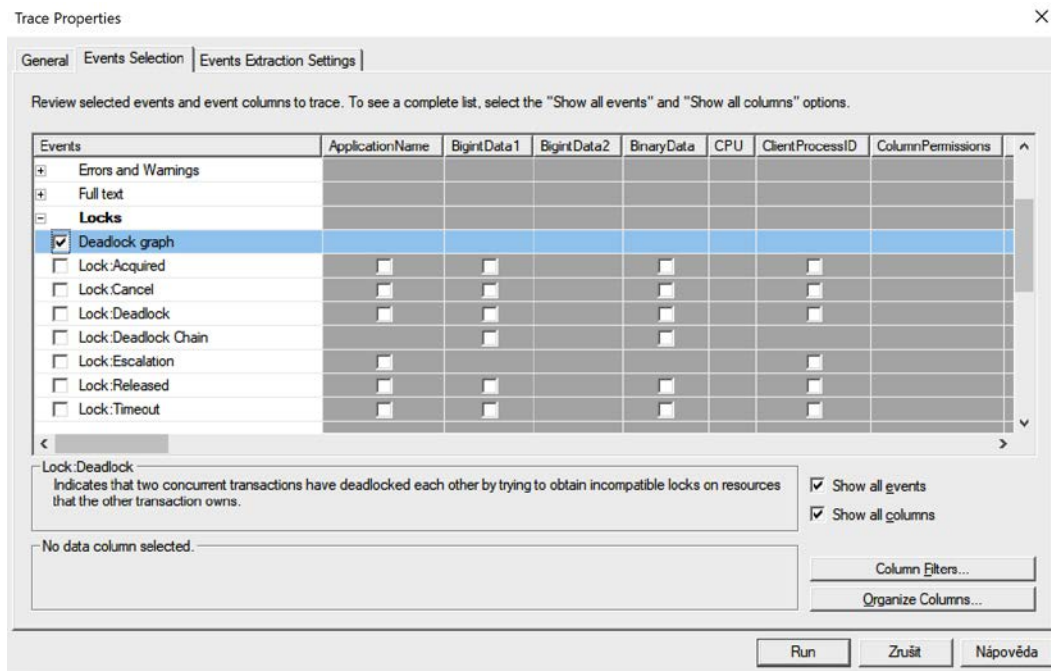 Trace Properties
General Events Selection Events Extraction Settings
Review selected events and event columns to trace. To see a complete list, select the "Show all events" and "Show all columns" options.
Events ApplicationName BigintData1 BigintData2 BinaryData CPU ClientProcessID ColumnPermissions
Errors and Warnings
Full text
Locks
Deadlock graph
Lock:Acquired
Lock:Cancel
Lock:Deadlock
Lock:Deadlock Chain
Lock:Escalation
Lock:Released
Lock:Timeout
Lock:Deadlock
Indicates that two concurrent transactions have deadlocked each other by trying to obtain incompatible locks on resources
that the other transaction owns.
Show all events
Show all columns
No data column selected.
Column Filters...
Organize Columns...
Run Zrušit Nápověda